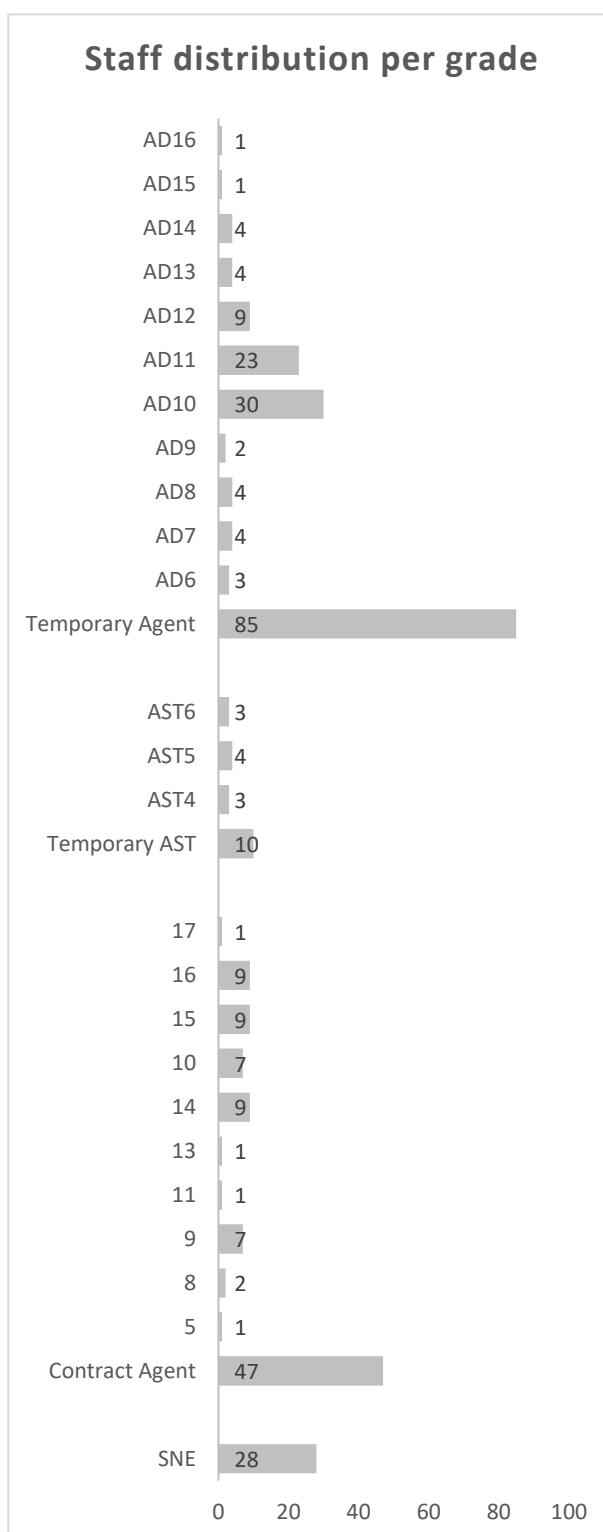 Staff distribution per grade
AD16 1
AD15 1
AD14 4
AD13 4
AD12 9
AD11 23
AD10 30
AD9 2
AD8 4
AD7 4
AD6 3
Temporary Agent 85
AST6 3
AST5 4
AST4 3
Temporary AST 10
17 1
16 9
15 9
10 7
14 9
13 1
11 1
9 7
8 2
5 1
Contract Agent 47
SNE 28
0 20 40 60 80 100